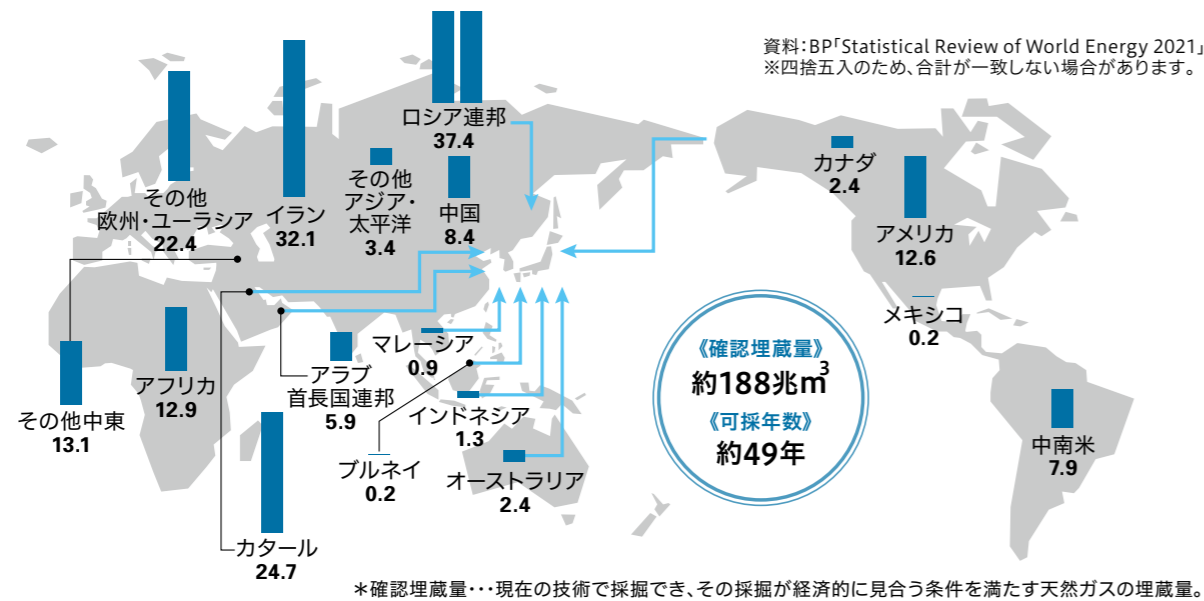 資料:BP「Statistical Review of World Energy 2021」
※四捨五入のため、合計が一致しない場合があります。
ロシア連邦
37.4
その他
欧州・ユーラシア
22.4
イラン
32.1
その他
アジア・
太平洋
3.4
中国
8.4
カナダ
2.4
アメリカ
12.6
メキシコ
0.2
その他中東
13.1
アフリカ
12.9
アラブ
首長国連邦
5.9
マレーシア
0.9
インドネシア
1.3
ブルネイ
0.2
オーストラリア
2.4
カタール
24.7
《確認埋蔵量》
約188兆m³
《可採年数》
約49年
中南米
7.9
＊確認埋蔵量･･･現在の技術で採掘でき、その採掘が経済的に見合う条件を満たす天然ガスの埋蔵量。